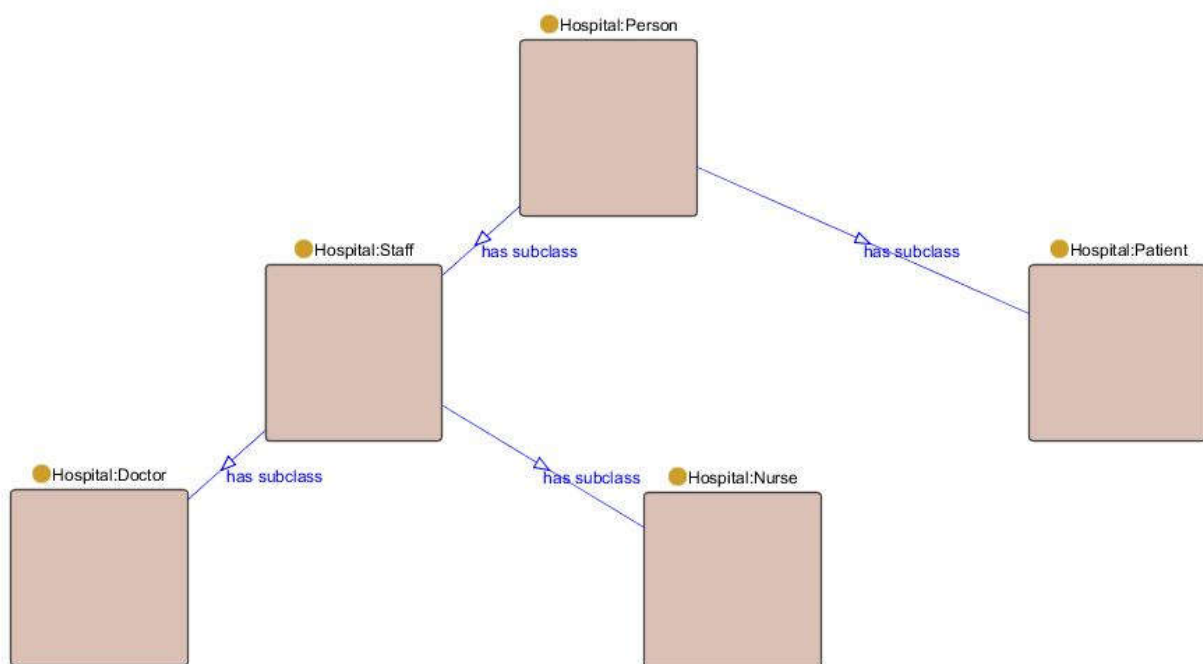 Hospital:Person
has subclass
has subclass
Hospital:Staff
Hospital:Patient
has subclass
has subclass
Hospital:Doctor
Hospital:Nurse